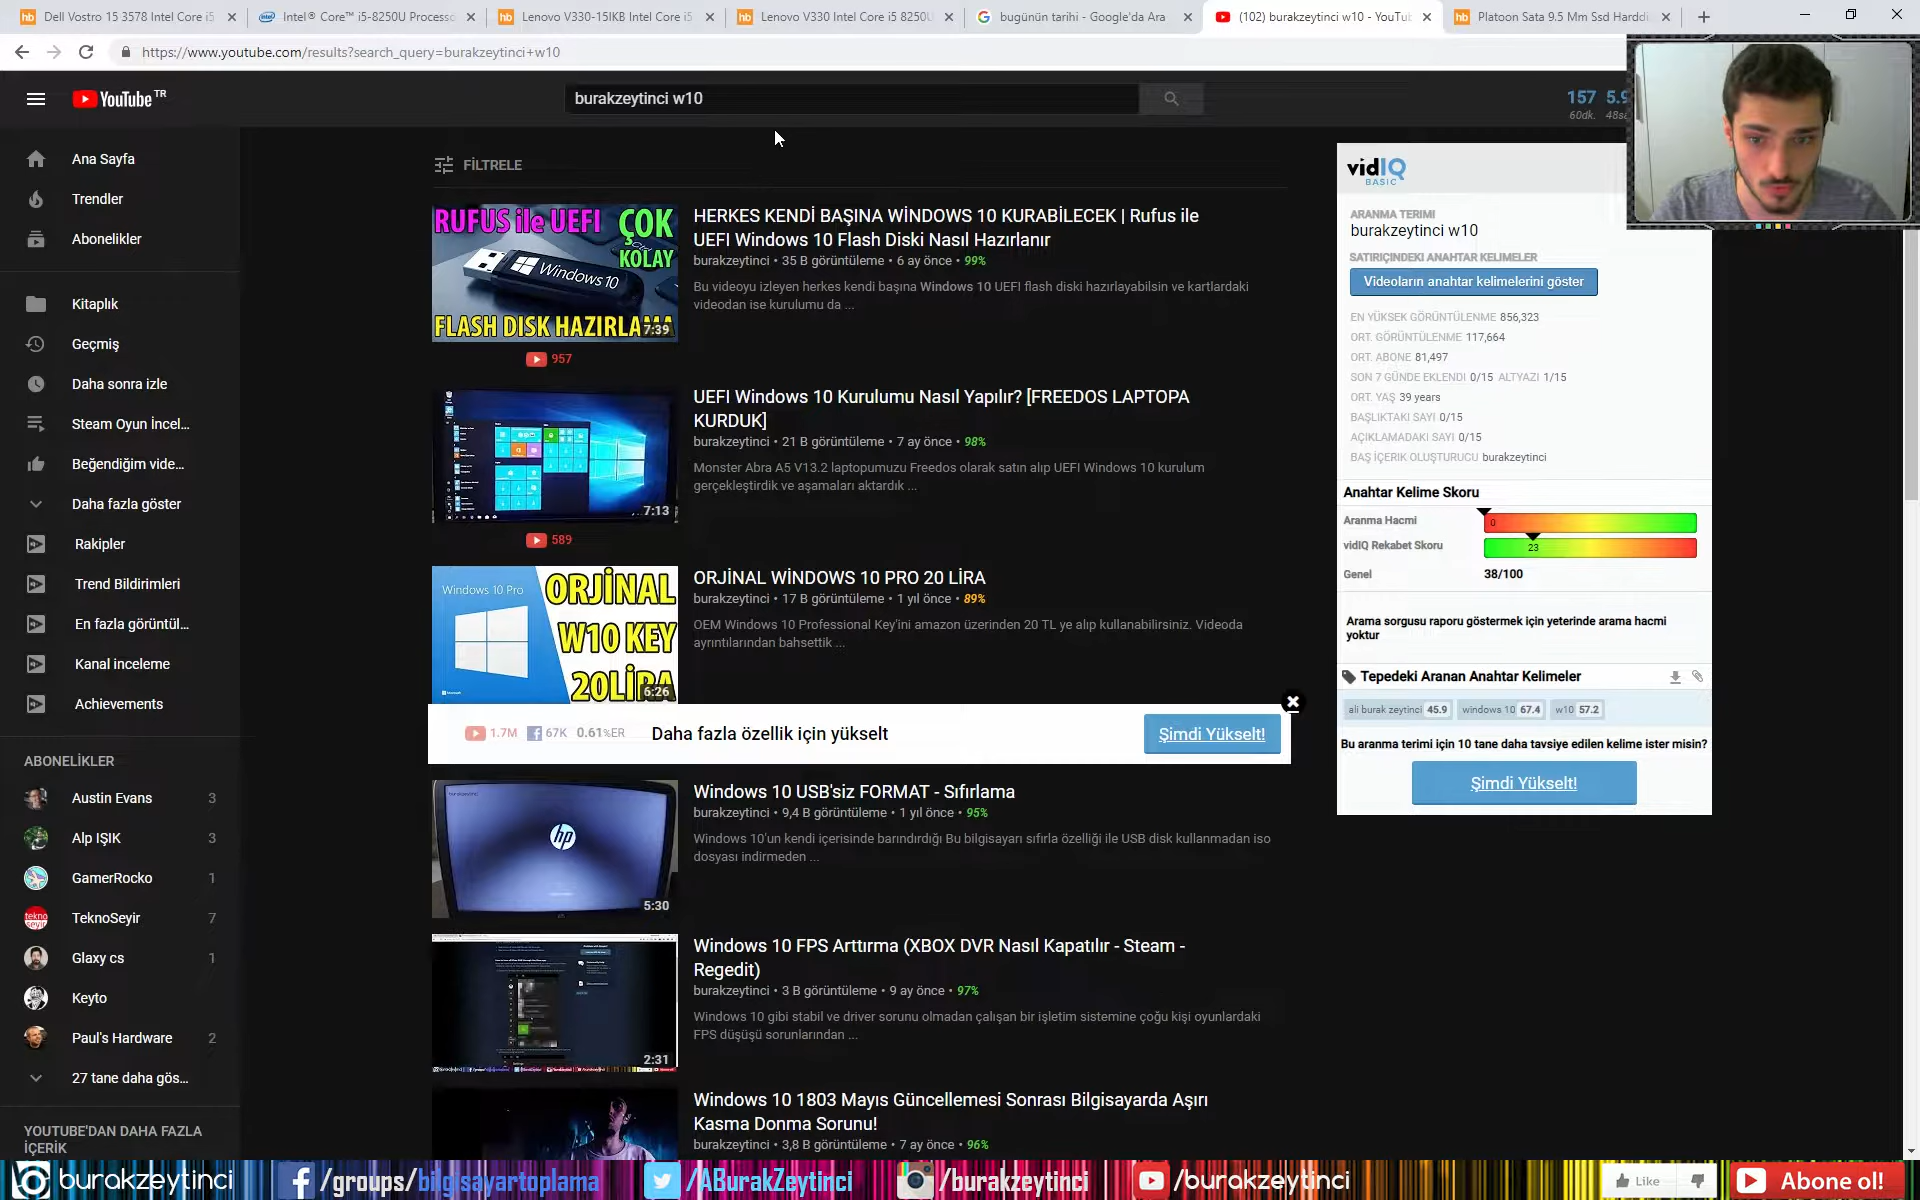 Dell Vostro 15 3578 Intel Core i5
Intel® Core™ i5-8250U Processo
Lenovo V330-15IKB Intel Core i5
Lenovo V330 Intel Core i5 8250U
bugünün tarihi - Google'da Ara
(102) burakzeytinci w10 - YouTu
Platoon Sata 9.5 Mm Ssd Harddi
https://www.youtube.com/results?search_query=burakzeytinci+w10
YouTube TR
burakzeytinci w10
157 5.9
60dk. 48sa
Ana Sayfa
Trendler
Abonelikler
Kitaplık
Geçmiş
Daha sonra izle
Steam Oyun İncel...
Beğendiğim vide...
Daha fazla göster
Rakipler
Trend Bildirimleri
En fazla görüntül...
Kanal inceleme
Achievements
ABONELİKLER
Austin Evans 3
Alp IŞIK 3
GamerRocko 1
TeknoSeyir 7
Glaxy cs 1
Keyto
Paul's Hardware 2
27 tane daha gös...
YOUTUBE'DAN DAHA FAZLA
İÇERİK
FİLTRELE
RUFUS ile UEFI ÇOK
KOLAY
Windows 10
FLASH DISK HAZIRLAMA
7:39
957
HERKES KENDİ BAŞINA WİNDOWS 10 KURABİLECEK | Rufus ile
UEFI Windows 10 Flash Diski Nasıl Hazırlanır
burakzeytinci • 35 B görüntüleme • 6 ay önce • 99%
Bu videoyu izleyen herkes kendi başına Windows 10 UEFI flash diski hazırlayabilsin ve kartlardaki
videodan ise kurulumu da ...
7:13
589
UEFI Windows 10 Kurulumu Nasıl Yapılır? [FREEDOS LAPTOPA
KURDUK]
burakzeytinci • 21 B görüntüleme • 7 ay önce • 98%
Monster Abra A5 V13.2 laptopumuzu Freedos olarak satın alıp UEFI Windows 10 kurulum
gerçekleştirdik ve aşamaları aktardık ...
Windows 10 Pro
ORJİNAL
W10 KEY
20LİRA
6:26
ORJİNAL WİNDOWS 10 PRO 20 LİRA
burakzeytinci • 17 B görüntüleme • 1 yıl önce • 89%
OEM Windows 10 Professional Key'ini amazon üzerinden 20 TL ye alıp kullanabilirsiniz. Videoda
ayrıntılarından bahsettik ...
1.7M 67K 0.61%ER
Daha fazla özellik için yükselt
Şimdi Yükselt!
hp
5:30
Windows 10 USB'siz FORMAT - Sıfırlama
burakzeytinci • 9,4 B görüntüleme • 1 yıl önce • 95%
Windows 10'un kendi içerisinde barındırdığı Bu bilgisayarı sıfırla özelliği ile USB disk kullanmadan iso
dosyası indirmeden ...
2:31
Windows 10 FPS Arttırma (XBOX DVR Nasıl Kapatılır - Steam -
Regedit)
burakzeytinci • 3 B görüntüleme • 9 ay önce • 97%
Windows 10 gibi stabil ve driver sorunu olmadan çalışan bir işletim sistemine çoğu kişi oyunlardaki
FPS düşüşü sorunlarından ...
Windows 10 1803 Mayıs Güncellemesi Sonrası Bilgisayarda Aşırı
Kasma Donma Sorunu!
burakzeytinci • 3,8 B görüntüleme • 7 ay önce • 96%
vidIQ
BASIC
ARANMA TERIMI
burakzeytinci w10
SATIRIÇINDEKI ANAHTAR KELIMELER
Videoların anahtar kelimelerini göster
EN YÜKSEK GÖRÜNTÜLENME 856,323
ORT. GÖRÜNTÜLENME 117,664
ORT. ABONE 81,497
SON 7 GÜNDE EKLENDI 0/15 ALTYAZI 1/15
ORT. YAŞ 39 years
BAŞLIKTAKI SAYI 0/15
AÇIKLAMADAKI SAYI 0/15
BAŞ İÇERIK OLUŞTURUCU burakzeytinci
Anahtar Kelime Skoru
Aranma Hacmi 0
vidIQ Rekabet Skoru 23
Genel 38/100
Arama sorgusu raporu göstermek için yeterinde arama hacmi
yoktur
Tepedeki Aranan Anahtar Kelimeler
ali burak zeytinci 45.9 windows 10 67.4 w10 57.2
Bu aranma terimi için 10 tane daha tavsiye edilen kelime ister misin?
Şimdi Yükselt!
burakzeytinci
/groups/bilgisayartoplama
/ABurakZeytinci
/burakzeytinci
/burakzeytinci
Like
Abone ol!